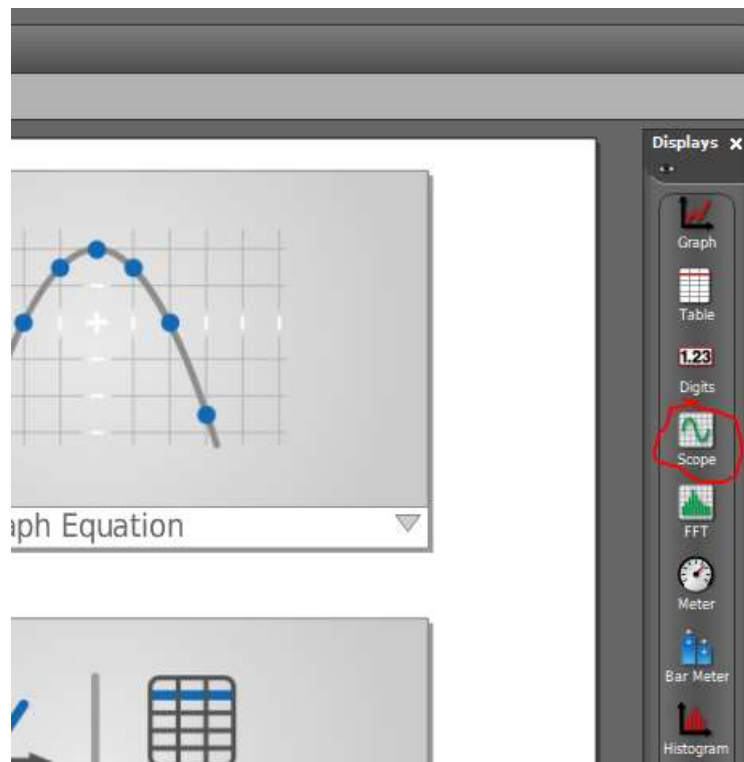 Displays x
Graph
Table
1.23
Digits
Scope
FFT
Meter
Bar Meter
Histogram
aph Equation